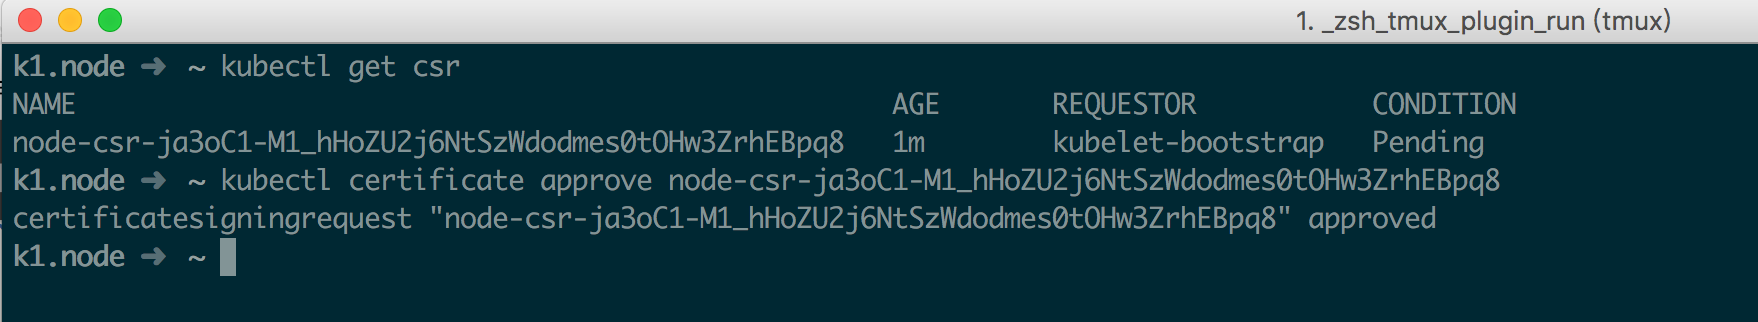 1. _zsh_tmux_plugin_run (tmux)
k1.node ➜ ~ kubectl get csr
NAME AGE REQUESTOR CONDITION
node-csr-ja3oC1-M1_hHoZU2j6NtSzWdodmes0tOHw3ZrhEBpq8 1m kubelet-bootstrap Pending
k1.node ➜ ~ kubectl certificate approve node-csr-ja3oC1-M1_hHoZU2j6NtSzWdodmes0tOHw3ZrhEBpq8
certificatesigningrequest "node-csr-ja3oC1-M1_hHoZU2j6NtSzWdodmes0tOHw3ZrhEBpq8" approved
k1.node ➜ ~